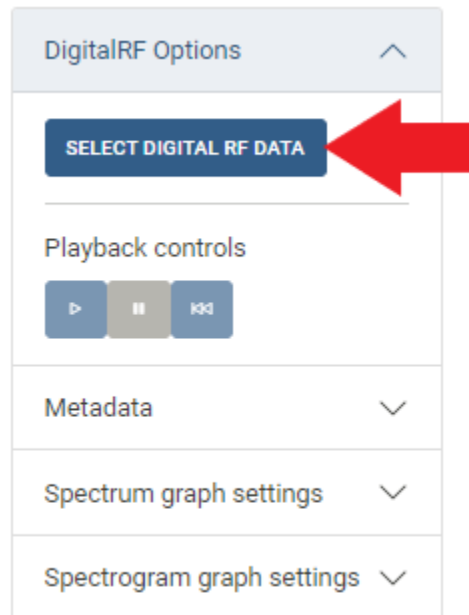 DigitalRF Options
SELECT DIGITAL RF DATA
Playback controls
Metadata
Spectrum graph settings
Spectrogram graph settings